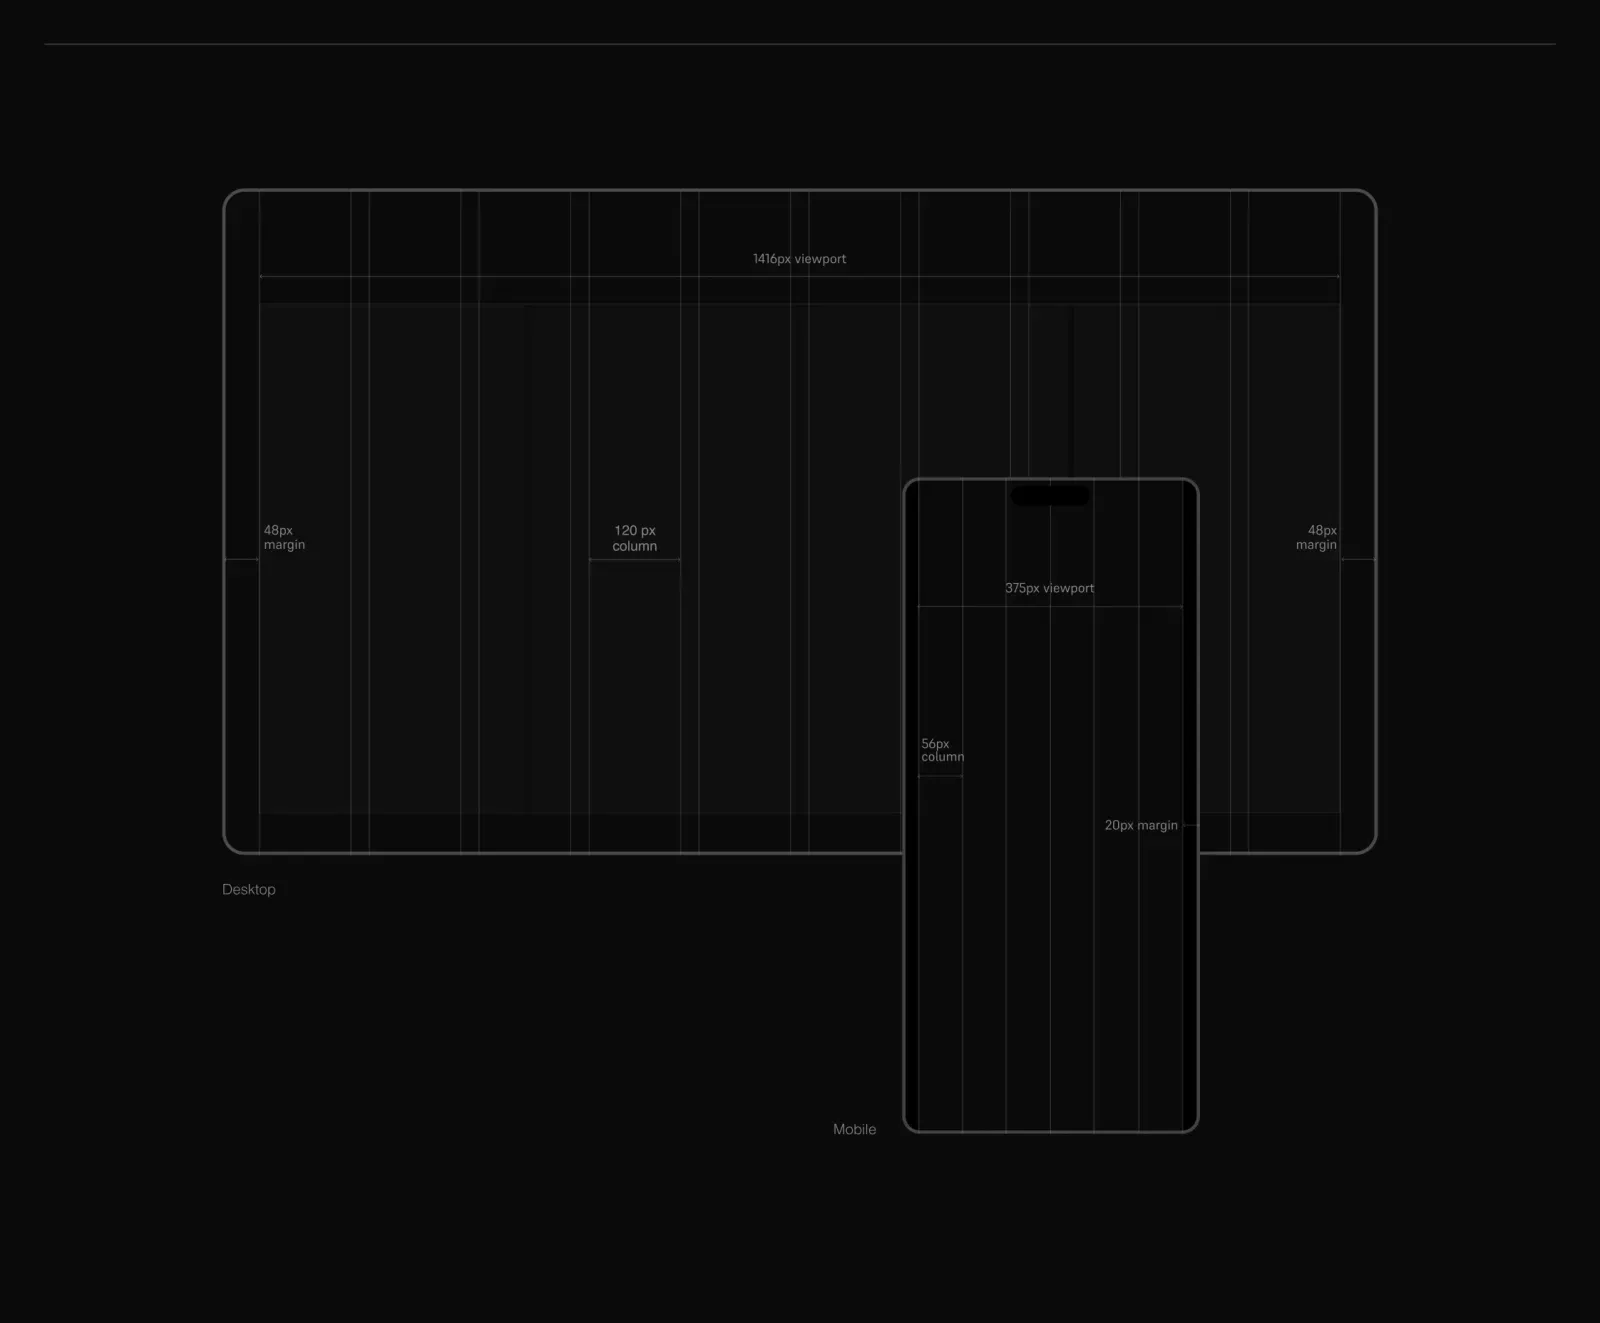 1416px viewport
48px
margin
120 px
column
48px
margin
375px viewport
56px
column
20px margin
Desktop
Mobile